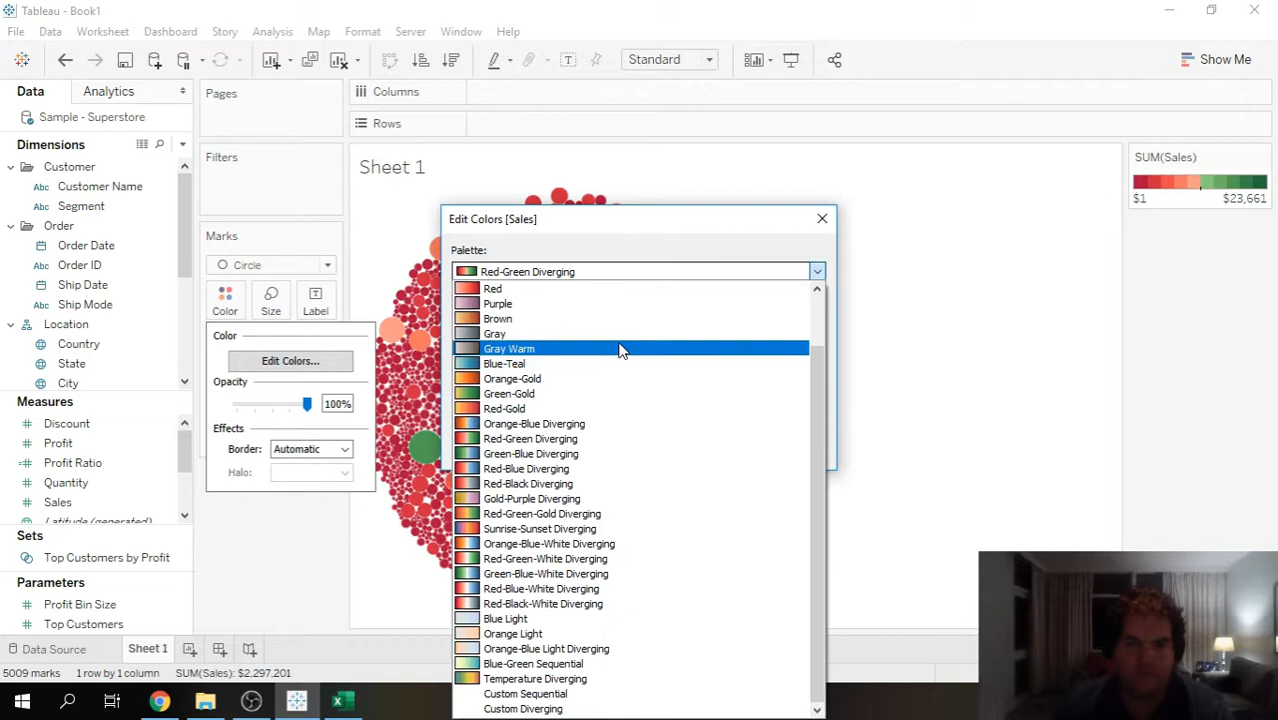 Tableau - Book1
File Data Worksheet Dashboard Story Analysis Map Format Server Window Help
Standard
Show Me
Data Analytics
Sample - Superstore
Dimensions
Customer
Abc Customer Name
Abc Segment
Order
Order Date
Abc Order ID
Ship Date
Abc Ship Mode
Location
Country
State
City
Measures
Discount
Profit
Profit Ratio
Quantity
Sales
Latitude (generated)
Sets
Top Customers by Profit
Parameters
Profit Bin Size
Top Customers
Pages
Filters
Marks
Circle
Color Size Label
Color
Edit Colors...
Opacity
100%
Effects
Border: Automatic
Halo:
Columns
Rows
Sheet 1
Edit Colors [Sales]
Palette:
Red-Green Diverging
Red
Purple
Brown
Gray
Gray Warm
Blue-Teal
Orange-Gold
Green-Gold
Red-Gold
Orange-Blue Diverging
Red-Green Diverging
Green-Blue Diverging
Red-Blue Diverging
Red-Black Diverging
Gold-Purple Diverging
Red-Green-Gold Diverging
Sunrise-Sunset Diverging
Orange-Blue-White Diverging
Red-Green-White Diverging
Green-Blue-White Diverging
Red-Blue-White Diverging
Red-Black-White Diverging
Blue Light
Orange Light
Orange-Blue Light Diverging
Blue-Green Sequential
Temperature Diverging
Custom Sequential
Custom Diverging
SUM(Sales)
$1 $23,661
Data Source Sheet 1
5009 marks 1 row by 1 column SUM(Sales): $2,297,201